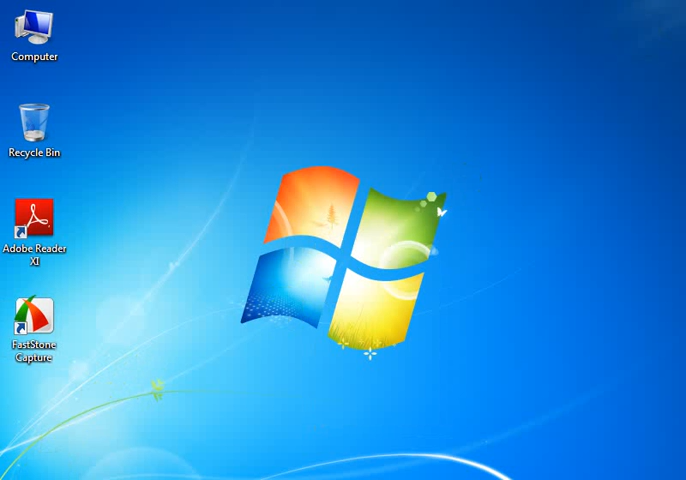 Computer
Recycle Bin
Adobe Reader
XI
FastStone
Capture